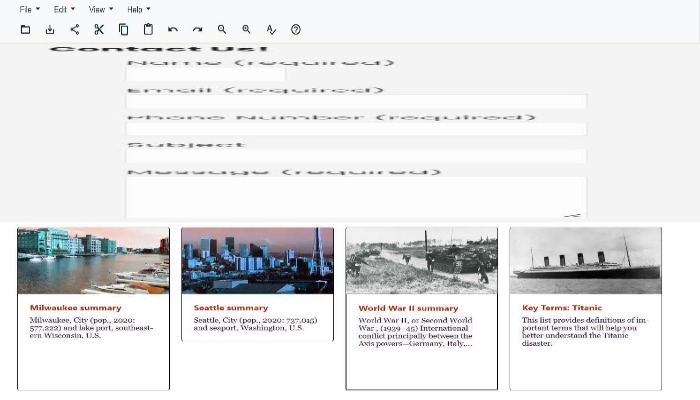 File Edit View Help
Contact Us!
Name (required)
Email (required)
Phone Number (required)
Subject
Message (required)
Milwaukee summary
Milwaukee, City (pop., 2020:
577,222) and lake port, southeast-
ern Wisconsin, U.S.
Seattle summary
Seattle, City (pop., 2020: 737,015)
and seaport, Washington, U.S.
World War II summary
World War II, or Second World
War , (1939–45) International
conflict principally between the
Axis powers—Germany, Italy,...
Key Terms: Titanic
This list provides definitions of im-
portant terms that will help you
better understand the Titanic
disaster.